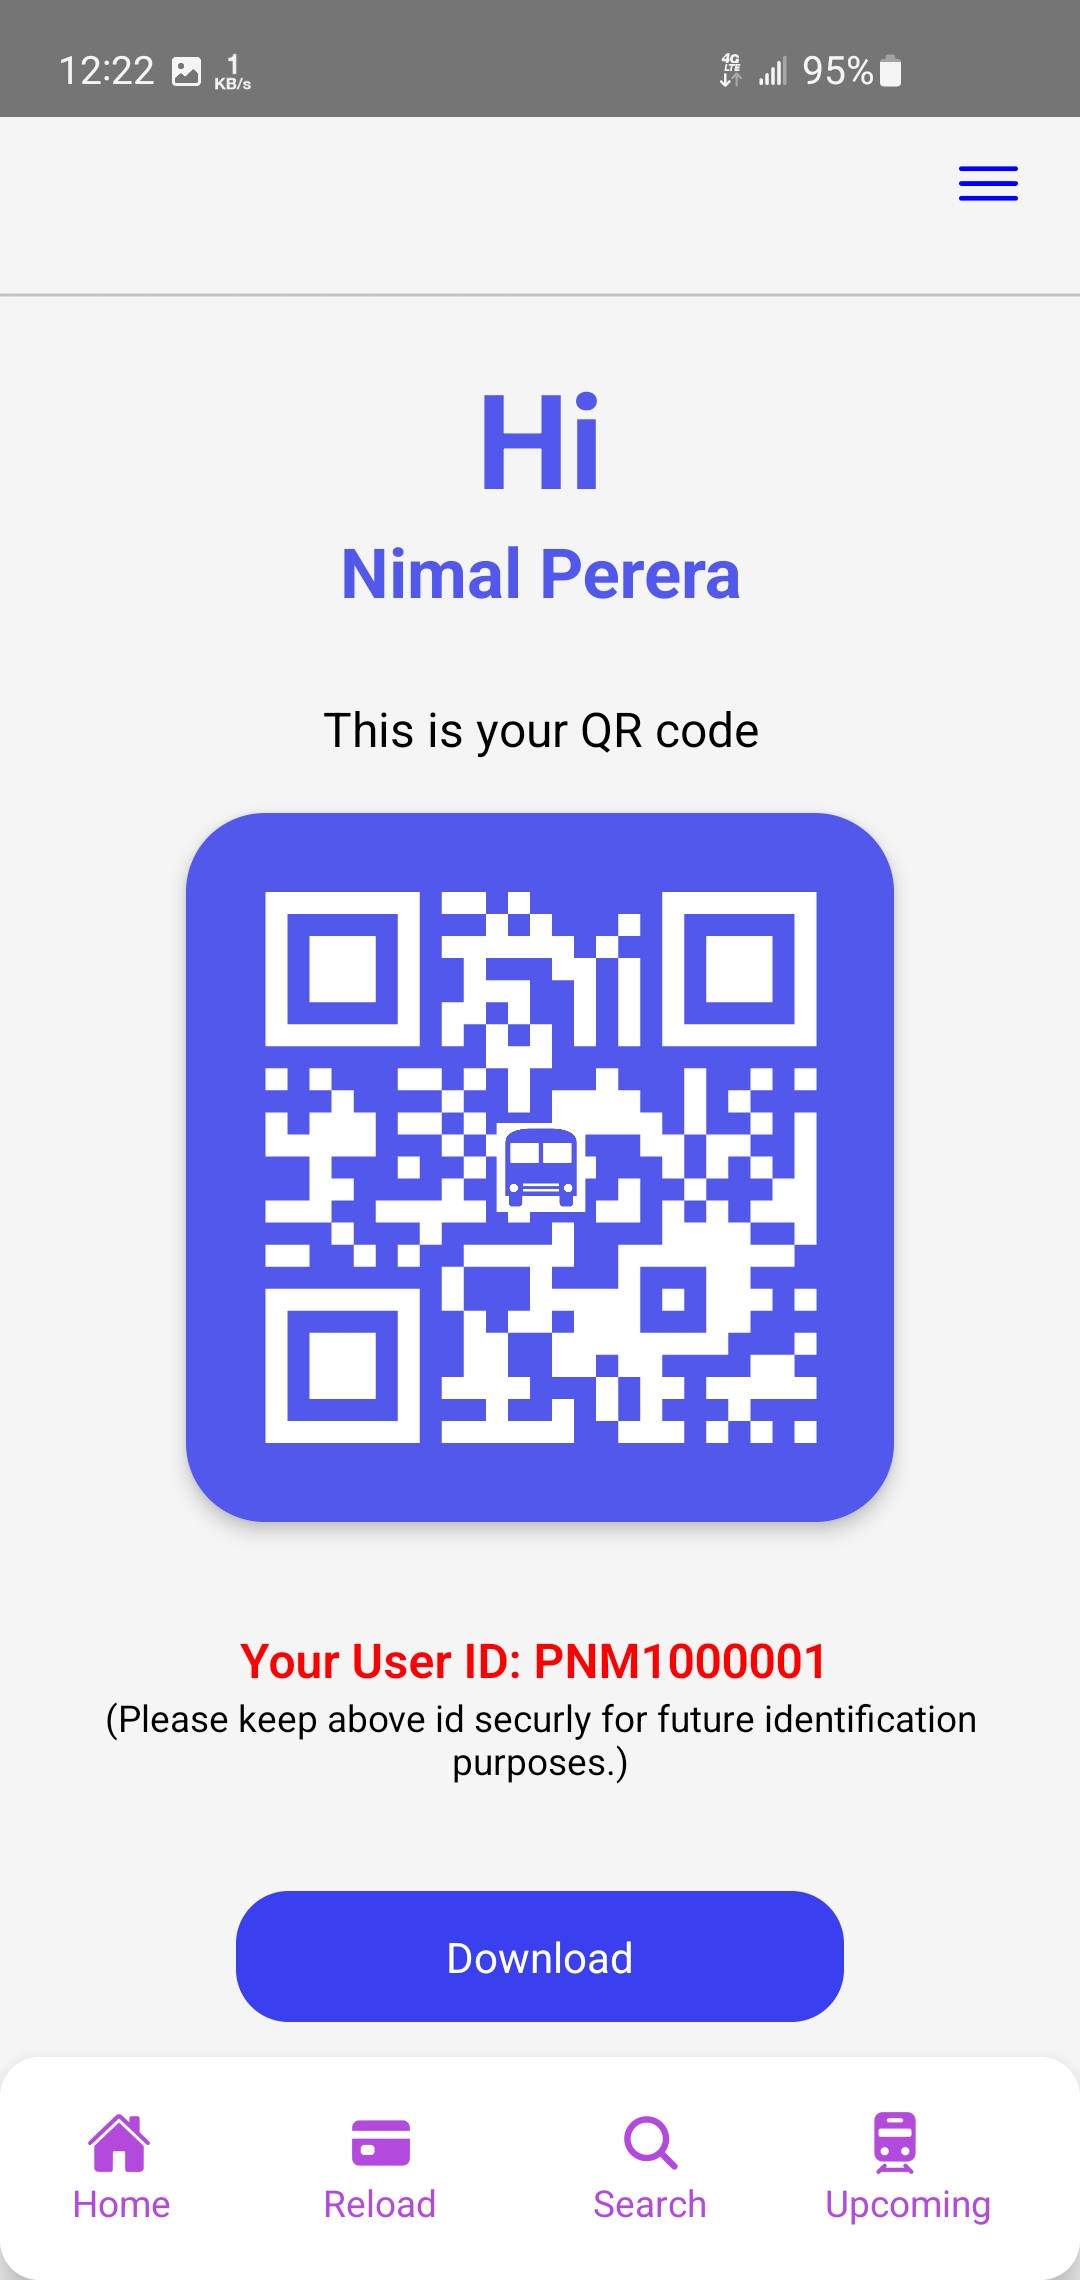 12:22
1
KB/s
4G
LTE
95%
Hi
Nimal Perera
This is your QR code
Your User ID: PNM1000001
(Please keep above id securly for future identification
purposes.)
Download
Home
Reload
Search
Upcoming